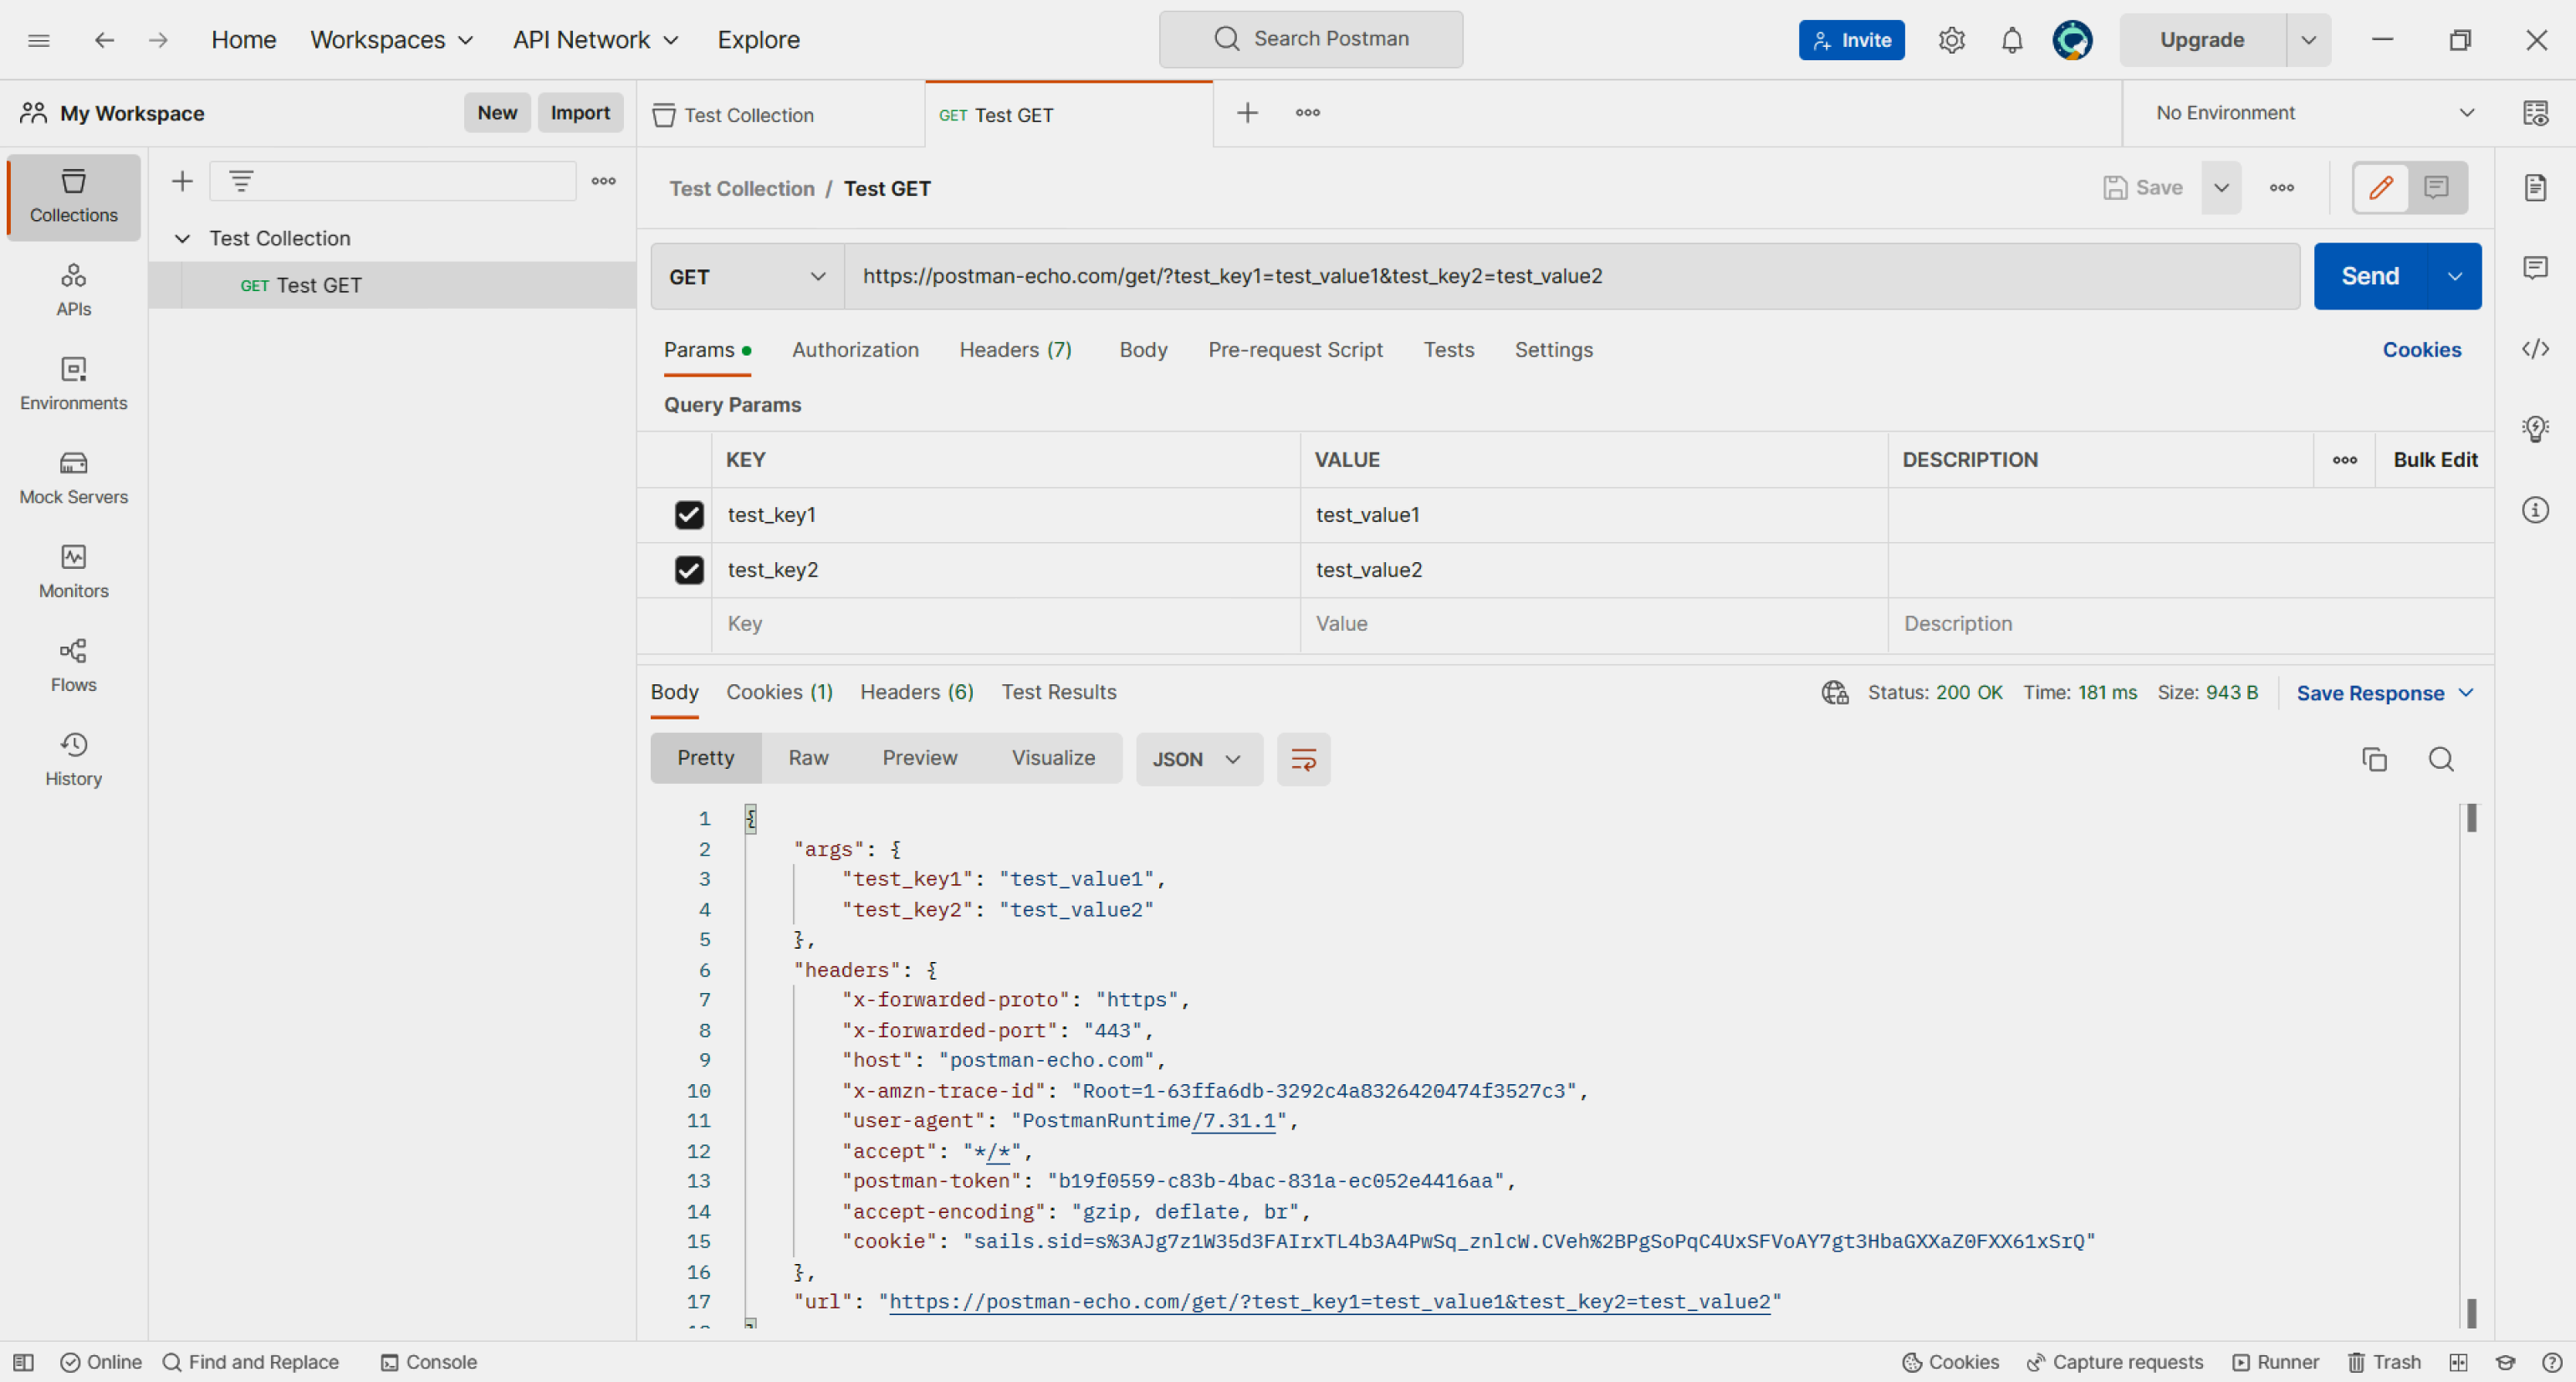 Home Workspaces API Network Explore Search Postman Invite Upgrade
My Workspace New Import Test Collection GET Test GET No Environment
Collections
APIs
Environments
Mock Servers
Monitors
Flows
History
Test Collection
GET Test GET
Test Collection / Test GET Save
GET https://postman-echo.com/get/?test_key1=test_value1&test_key2=test_value2 Send
Params Authorization Headers (7) Body Pre-request Script Tests Settings Cookies
Query Params
KEY VALUE DESCRIPTION Bulk Edit
test_key1 test_value1
test_key2 test_value2
Key Value Description
Body Cookies (1) Headers (6) Test Results Status: 200 OK Time: 181 ms Size: 943 B Save Response
Pretty Raw Preview Visualize JSON
1 {
2 "args": {
3 "test_key1": "test_value1",
4 "test_key2": "test_value2"
5 },
6 "headers": {
7 "x-forwarded-proto": "https",
8 "x-forwarded-port": "443",
9 "host": "postman-echo.com",
10 "x-amzn-trace-id": "Root=1-63ffa6db-3292c4a8326420474f3527c3",
11 "user-agent": "PostmanRuntime/7.31.1",
12 "accept": "*/*",
13 "postman-token": "b19f0559-c83b-4bac-831a-ec052e4416aa",
14 "accept-encoding": "gzip, deflate, br",
15 "cookie": "sails.sid=s%3AJg7z1W35d3FAIrxTL4b3A4PwSq_znlcW.CVeh%2BPgSoPqC4UxSFVoAY7gt3HbaGXXaZ0FXX61xSrQ"
16 },
17 "url": "https://postman-echo.com/get/?test_key1=test_value1&test_key2=test_value2"
Online Find and Replace Console Cookies Capture requests Runner Trash